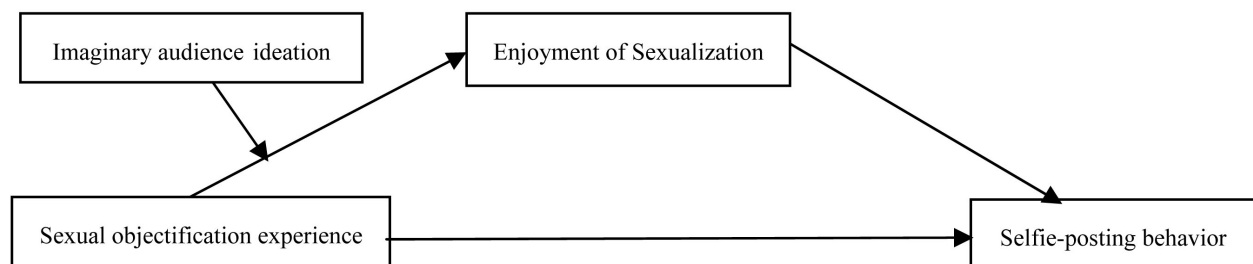 Imaginary audience ideation
Enjoyment of Sexualization
Sexual objectification experience
Selfie-posting behavior